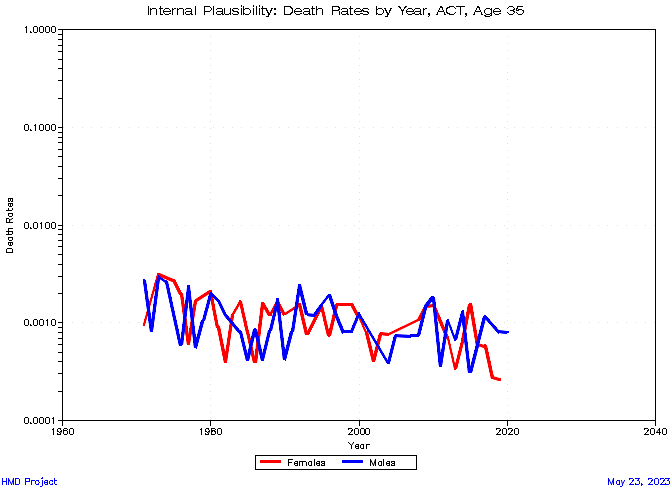 Internal Plausibility: Death Rates by Year, ACT, Age 35
1.0000
0.1000
0.0100
0.0010
0.0001
Death Rates
1960
1980
2000
2020
2040
Year
Females
Males
HMD Project
May 23, 2023